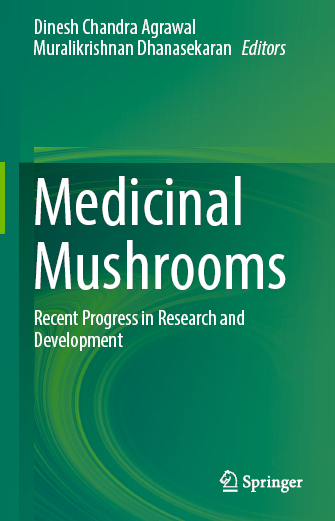 Dinesh Chandra Agrawal
Muralikrishnan Dhanasekaran Editors
Medicinal
Mushrooms
Recent Progress in Research and
Development
Springer